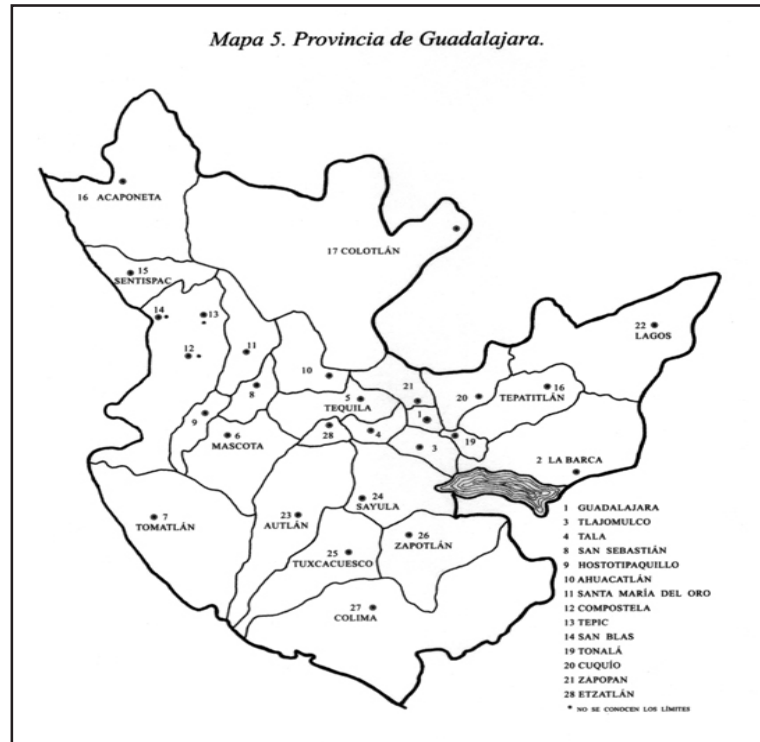 Mapa 5. Provincia de Guadalajara.
16 ACAPONETA
17 COLOTLÁN
15
SENTISPAC
14
13
22
LAGOS
12
11
10
21
5
TEQUILA
20
16
TEPATITLÁN
8
9
6
MASCOTA
28
4
1
3
19
2 LA BARCA
7
TOMATLÁN
23
AUTLÁN
24
SAYULA
26
ZAPOTLÁN
25
TUXCACUESCO
27
COLIMA
1 GUADALAJARA
3 TLAJOMULCO
4 TALA
8 SAN SEBASTIÁN
9 HOSTOTIPAQUILLO
10 AHUACATLÁN
11 SANTA MARÍA DEL ORO
12 COMPOSTELA
13 TEPIC
14 SAN BLAS
19 TONALÁ
20 CUQUÍO
21 ZAPOPAN
28 ETZATLÁN
* NO SE CONOCEN LOS LÍMITES